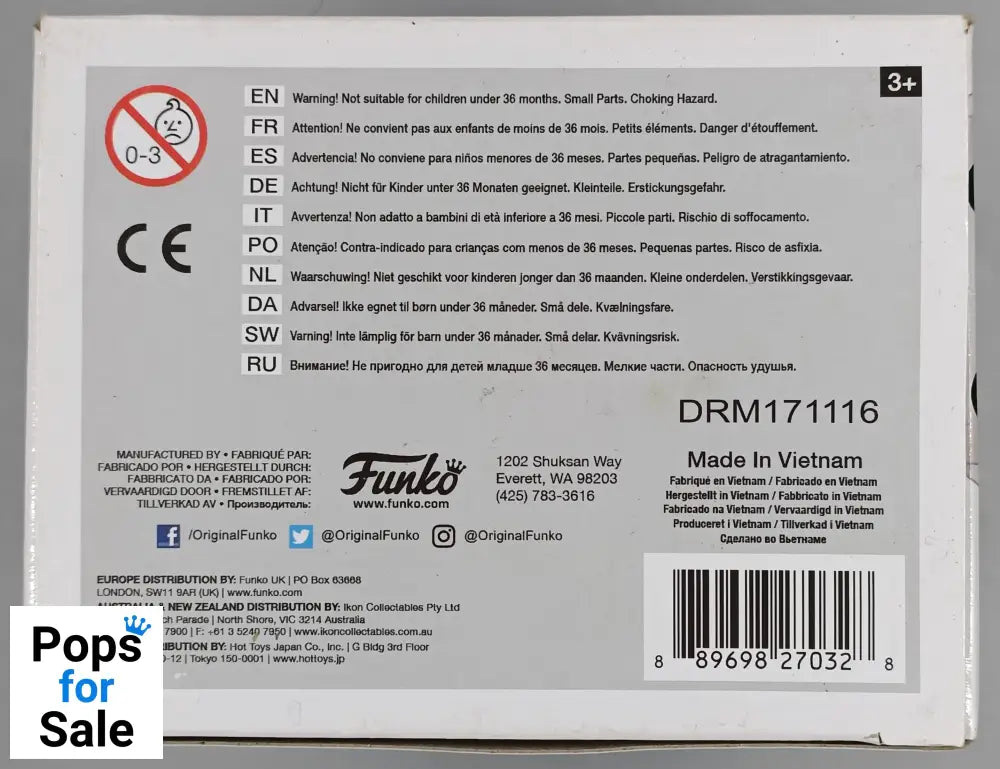 3+
0-3
CE
EN Warning! Not suitable for children under 36 months. Small Parts. Choking Hazard.
FR Attention! Ne convient pas aux enfants de moins de 36 mois. Petits éléments. Danger d'étouffement.
ES Advertencia! No conviene para niños menores de 36 meses. Partes pequeñas. Peligro de atragantamiento.
DE Achtung! Nicht für Kinder unter 36 Monaten geeignet. Kleinteile. Erstickungsgefahr.
IT Avvertenza! Non adatto a bambini di età inferiore a 36 mesi. Piccole parti. Rischio di soffocamento.
PO Atenção! Contra-indicado para crianças com menos de 36 meses. Pequenas partes. Risco de asfixia.
NL Waarschuwing! Niet geschikt voor kinderen jonger dan 36 maanden. Kleine onderdelen. Verstikkingsgevaar.
DA Advarsel! Ikke egnet til børn under 36 måneder. Små dele. Kvælningsfare.
SW Varning! Inte lämplig för barn under 36 månader. Små delar. Kvävningsrisk.
RU Внимание! Не пригодно для детей младше 36 месяцев. Мелкие части. Опасность удушья.
DRM171116
MANUFACTURED BY • FABRIQUÉ PAR:
FABRICADO POR • HERGESTELLT DURCH:
FABBRICATO DA • FABRICADO POR:
VERVAARDIGD DOOR • FREMSTILLET AF:
TILLVERKAD AV • Производитель:
Funko
www.funko.com
1202 Shuksan Way
Everett, WA 98203
(425) 783-3616
/OriginalFunko @OriginalFunko @OriginalFunko
Made In Vietnam
Fabriqué en Vietnam / Fabricado en Vietnam
Hergestellt in Vietnam / Fabbricato in Vietnam
Fabricado na Vietnam / Vervaardigd in Vietnam
Produceret i Vietnam / Tillverkad i Vietnam
Сделано во Вьетнаме
EUROPE DISTRIBUTION BY: Funko UK | PO Box 63668
LONDON, SW11 9AR (UK) | www.funko.com
& NEW ZEALAND DISTRIBUTION BY: Ikon Collectables Pty Ltd
Parade | North Shore, VIC 3214 Australia
7900 | F: +61 3 5240 7950 | www.ikoncollectables.com.au
BY: Hot Toys Japan Co., Inc. | G Bldg 3rd Floor
-12 | Tokyo 150-0001 | www.hottoys.jp
8 89698 27032 8
Pops
for
Sale